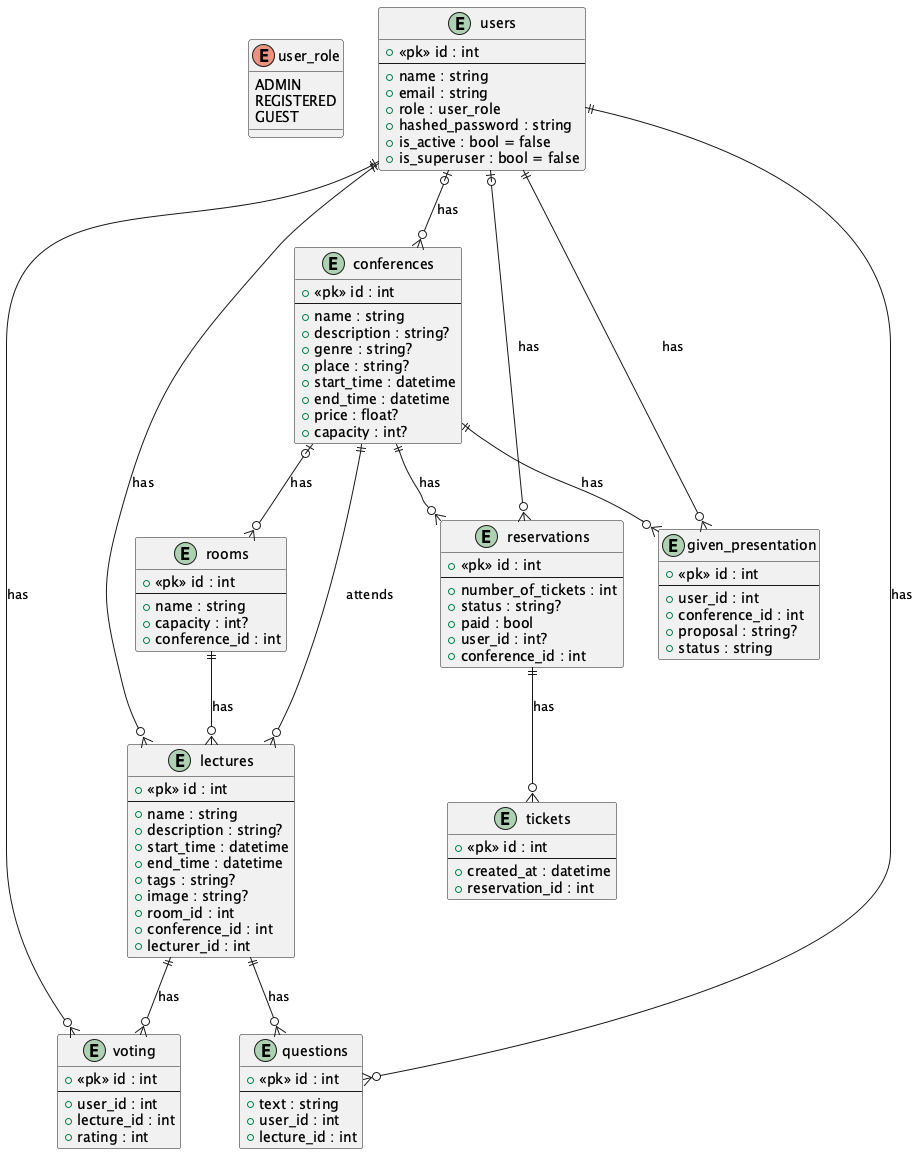 E users
«pk» id : int
name : string
email : string
role : user_role
hashed_password : string
is_active : bool = false
is_superuser : bool = false
E user_role
ADMIN
REGISTERED
GUEST
has
E conferences
«pk» id : int
name : string
description : string?
genre : string?
place : string?
start_time : datetime
end_time : datetime
price : float?
capacity : int?
has
has
has
has
has
has
E rooms
«pk» id : int
name : string
capacity : int?
conference_id : int
attends
E reservations
«pk» id : int
number_of_tickets : int
status : string?
paid : bool
user_id : int?
conference_id : int
E given_presentation
«pk» id : int
user_id : int
conference_id : int
proposal : string?
status : string
has
has
has
has
E lectures
«pk» id : int
name : string
description : string?
start_time : datetime
end_time : datetime
tags : string?
image : string?
room_id : int
conference_id : int
lecturer_id : int
E tickets
«pk» id : int
created_at : datetime
reservation_id : int
has
has
E voting
«pk» id : int
user_id : int
lecture_id : int
rating : int
E questions
«pk» id : int
text : string
user_id : int
lecture_id : int